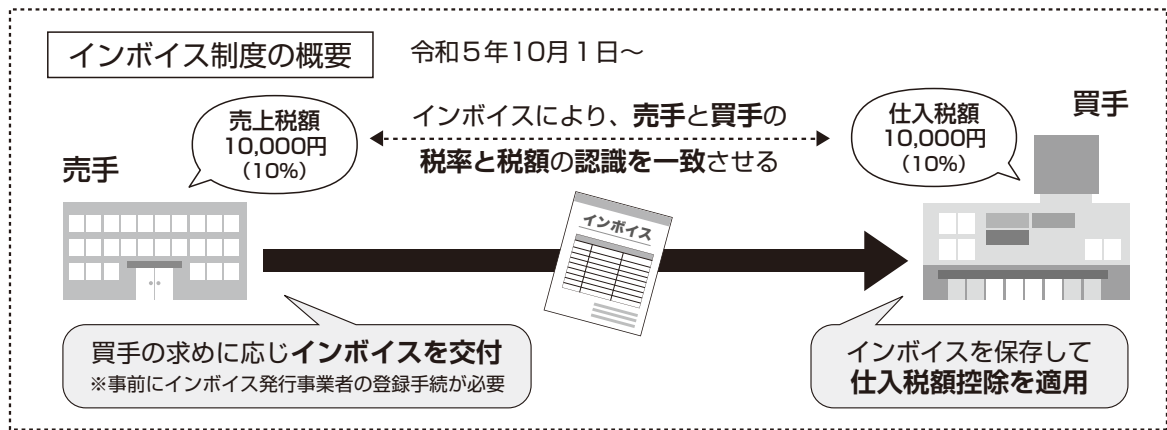 インボイス制度の概要
令和５年10月１日〜
売手
売上税額
10,000円
（10%）
インボイスにより、売手と買手の
税率と税額の認識を一致させる
仕入税額
10,000円
（10%）
買手
インボイス
買手の求めに応じインボイスを交付
※事前にインボイス発行事業者の登録手続が必要
インボイスを保存して
仕入税額控除を適用